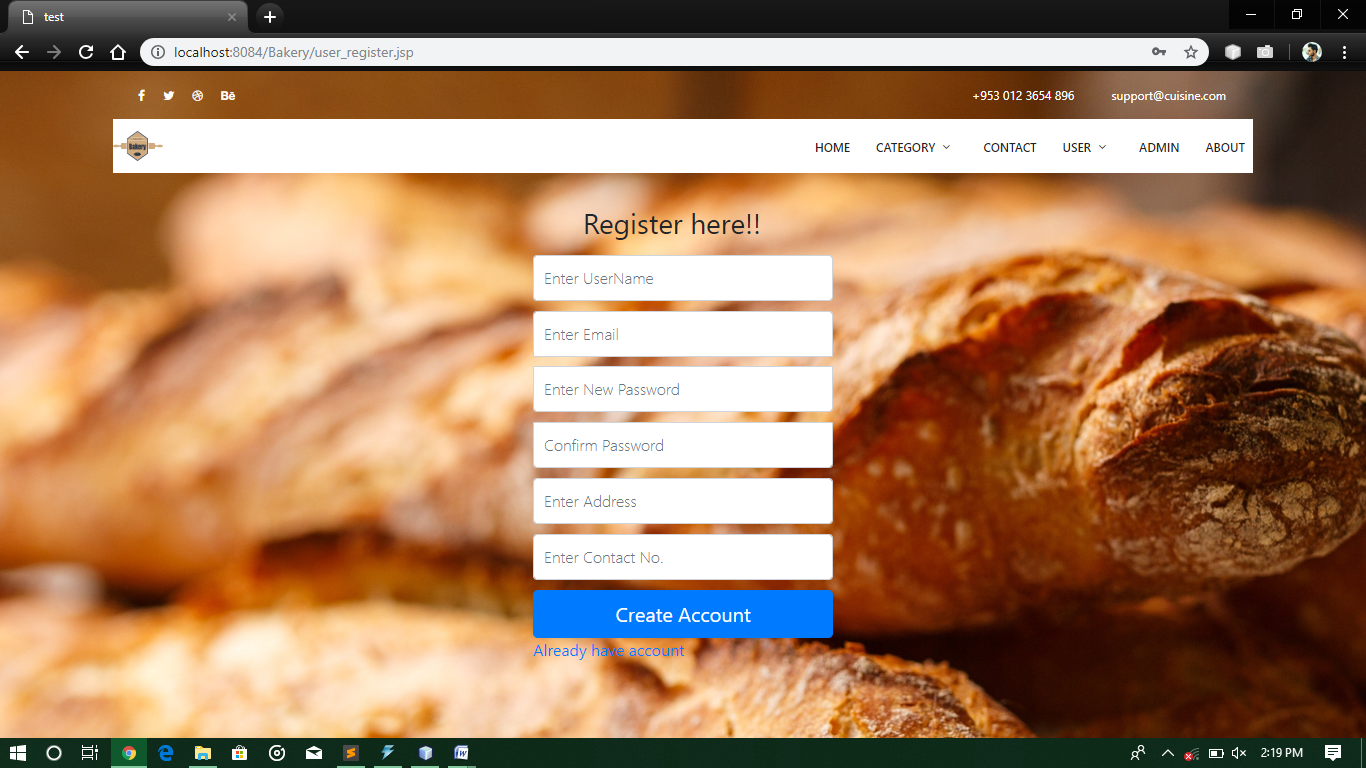 test
localhost:8084/Bakery/user_register.jsp
+953 012 3654 896 support@cuisine.com
Bakery
HOME CATEGORY CONTACT USER ADMIN ABOUT
Register here!!
Enter UserName
Enter Email
Enter New Password
Confirm Password
Enter Address
Enter Contact No.
Create Account
Already have account
2:19 PM